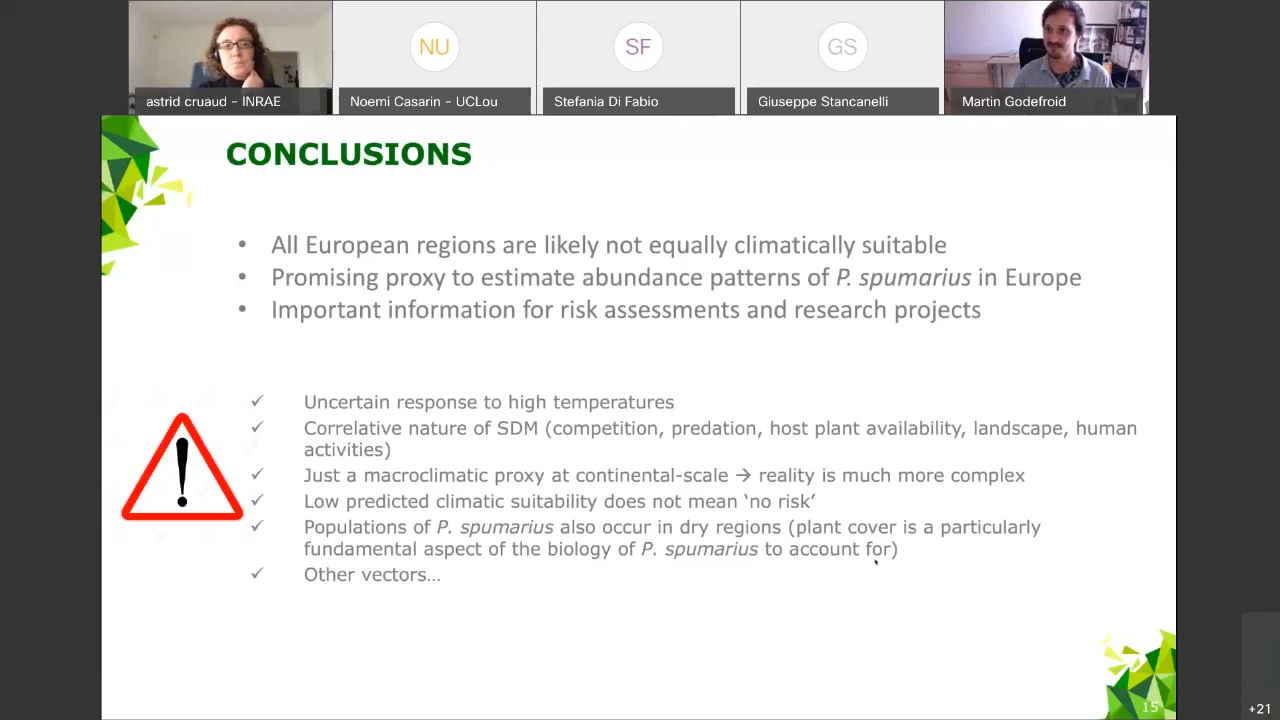 NU
SF
GS
astrid cruaud – INRAE
Noemi Casarin – UCLou
Stefania Di Fabio
Giuseppe Stancanelli
Martin Godefroid
CONCLUSIONS
• All European regions are likely not equally climatically suitable
• Promising proxy to estimate abundance patterns of P. spumarius in Europe
• Important information for risk assessments and research projects
✓ Uncertain response to high temperatures
✓ Correlative nature of SDM (competition, predation, host plant availability, landscape, human
activities)
✓ Just a macroclimatic proxy at continental-scale → reality is much more complex
✓ Low predicted climatic suitability does not mean ‘no risk’
✓ Populations of P. spumarius also occur in dry regions (plant cover is a particularly
fundamental aspect of the biology of P. spumarius to account for)
✓ Other vectors…
15
+21